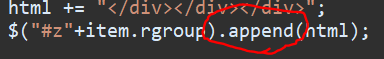 html += "</div></div></div>";
$("#z"+item.rgroup).append(html);